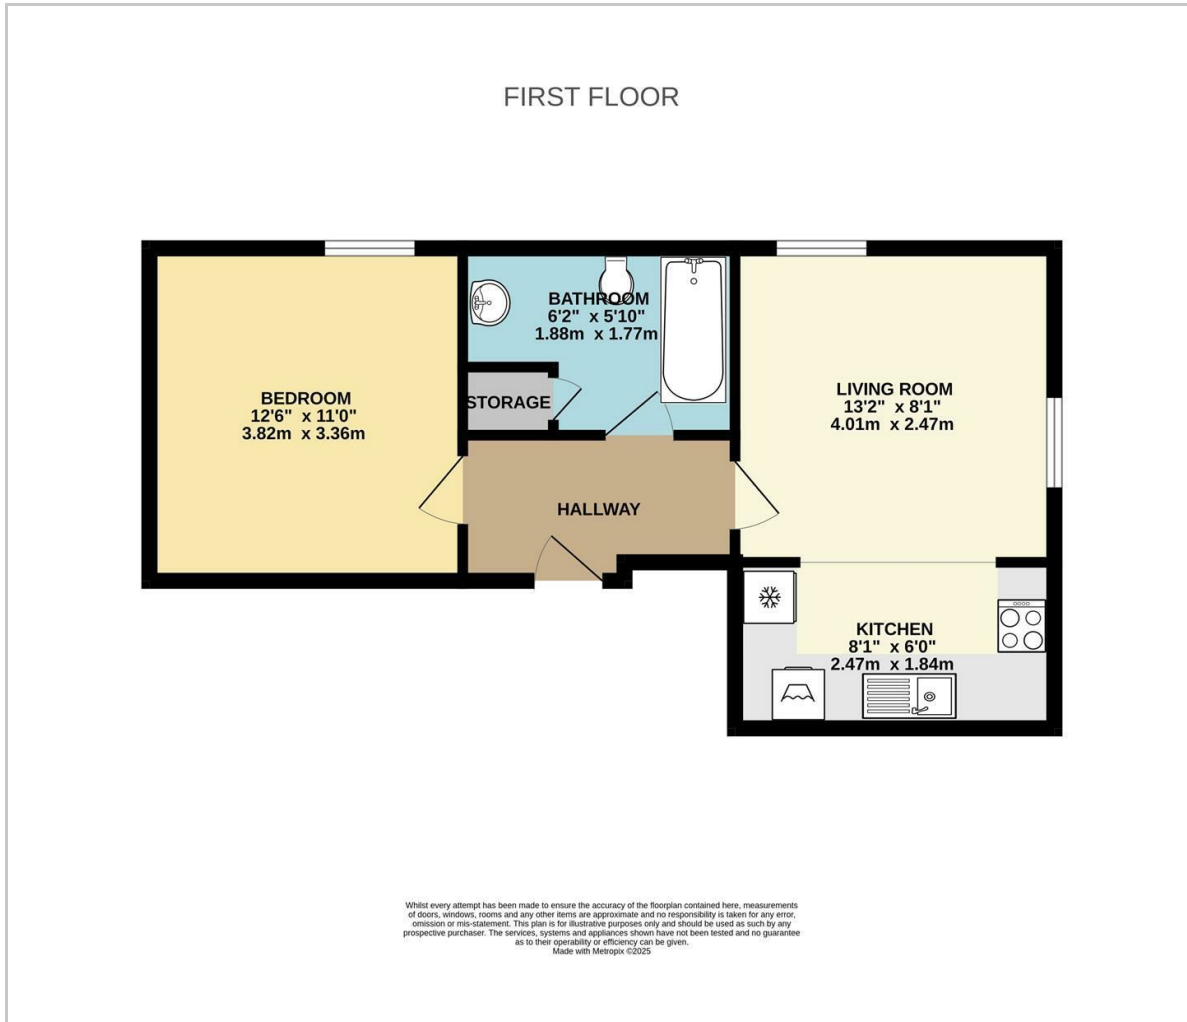 FIRST FLOOR
BATHROOM
6'2" x 5'10"
1.88m x 1.77m
BEDROOM
12'6" x 11'0"
3.82m x 3.36m
STORAGE
LIVING ROOM
13'2" x 8'1"
4.01m x 2.47m
HALLWAY
KITCHEN
8'1" x 6'0"
2.47m x 1.84m
Whilst every attempt has been made to ensure the accuracy of the floorplan contained here, measurements
of doors, windows, rooms and any other items are approximate and no responsibility is taken for any error,
omission or mis-statement. This plan is for illustrative purposes only and should be used as such by any
prospective purchaser. The services, systems and appliances shown have not been tested and no guarantee
as to their operability or efficiency can be given.
Made with Metropix ©2025